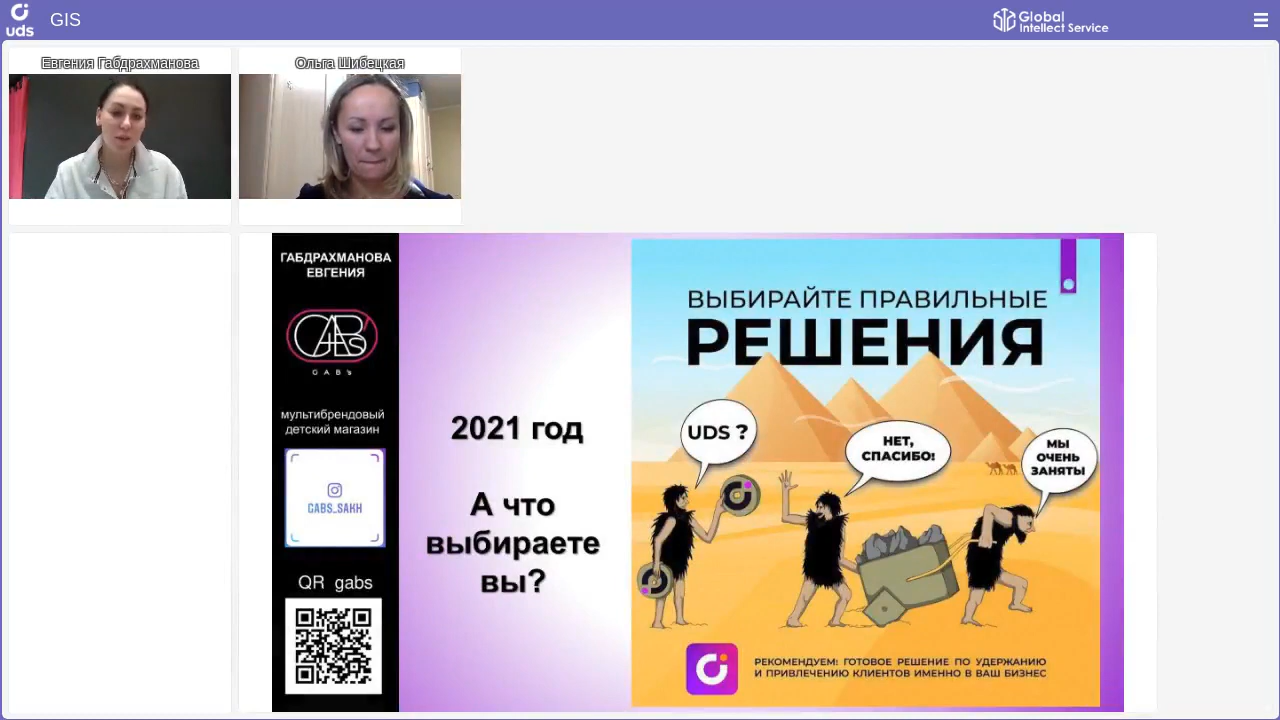 uds
GIS
Global
Intellect Service
Евгения Габдрахманова
Ольга Шибецкая
ГАБДРАХМАНОВА
ЕВГЕНИЯ
GABs
GAB's
мультибрендовый
детский магазин
GABS_SAKH
QR gabs
2021 год
А что
выбираете
вы?
ВЫБИРАЙТЕ ПРАВИЛЬНЫЕ
РЕШЕНИЯ
UDS ?
НЕТ,
СПАСИБО!
МЫ
ОЧЕНЬ
ЗАНЯТЫ
РЕКОМЕНДУЕМ: ГОТОВОЕ РЕШЕНИЕ ПО УДЕРЖАНИЮ
И ПРИВЛЕЧЕНИЮ КЛИЕНТОВ ИМЕННО В ВАШ БИЗНЕС